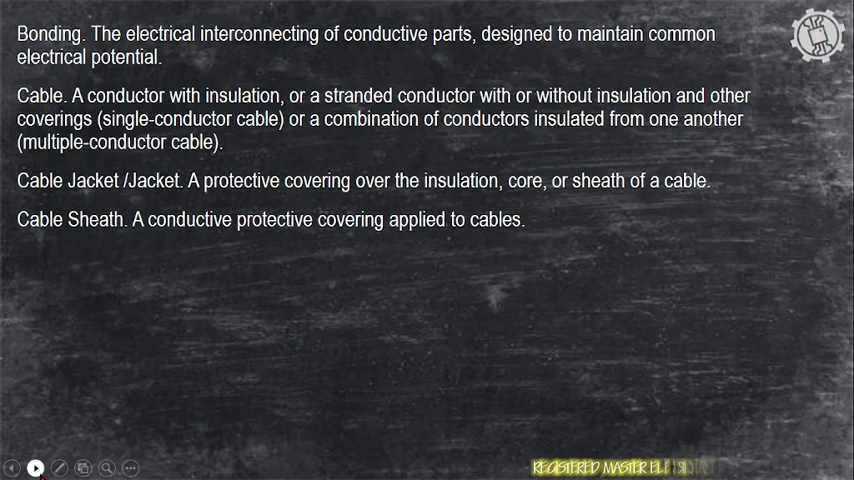 Bonding. The electrical interconnecting of conductive parts, designed to maintain common
electrical potential.
Cable. A conductor with insulation, or a stranded conductor with or without insulation and other
coverings (single-conductor cable) or a combination of conductors insulated from one another
(multiple-conductor cable).
Cable Jacket /Jacket. A protective covering over the insulation, core, or sheath of a cable.
Cable Sheath. A conductive protective covering applied to cables.
REGISTERED MASTER